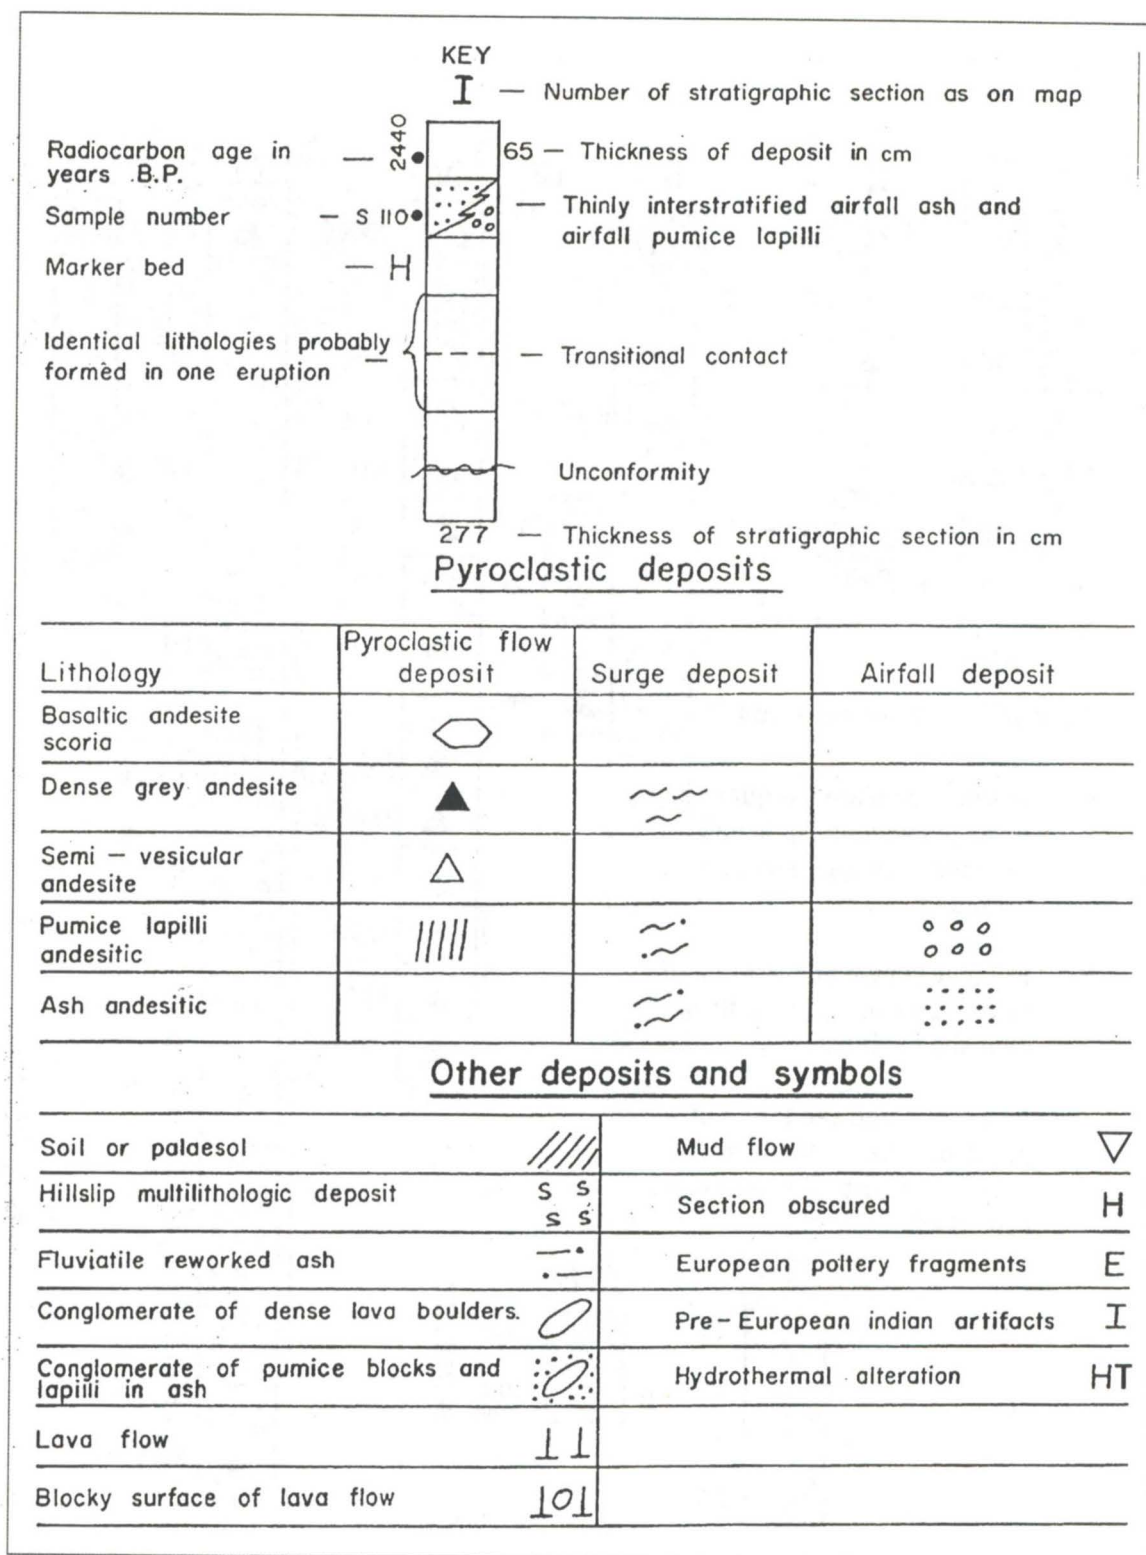 KEY
I — Number of stratigraphic section as on map
Radiocarbon age in
years B.P.
2440
65 — Thickness of deposit in cm
Sample number — S 110
— Thinly interstratified airfall ash and
airfall pumice lapilli
Marker bed — H
Identical lithologies probably
formed in one eruption
— Transitional contact
Unconformity
277 — Thickness of stratigraphic section in cm
Pyroclastic deposits
Lithology
Pyroclastic flow
deposit
Surge deposit
Airfall deposit
Basaltic andesite
scoria
Dense grey andesite
Semi – vesicular
andesite
Pumice lapilli
andesitic
Ash andesitic
Other deposits and symbols
Soil or palaesol
Mud flow
Hillslip multilithologic deposit
S S
S S
Section obscured H
Fluviatile reworked ash
European poltery fragments E
Conglomerate of dense lava boulders.
Pre-European indian artifacts I
Conglomerate of pumice blocks and
lapilli in ash
Hydrothermal alteration HT
Lava flow
Blocky surface of lava flow